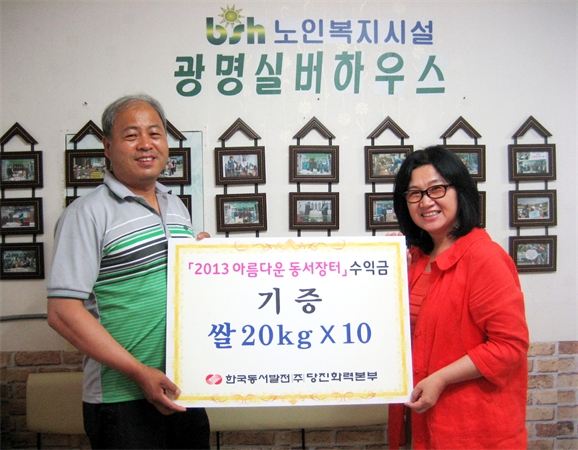 bsh 노인복지시설
광명실버하우스
「2013 아름다운 동서장터」 수익금
기 증
쌀 20kg X 10
한국동서발전(주) 당진화력본부